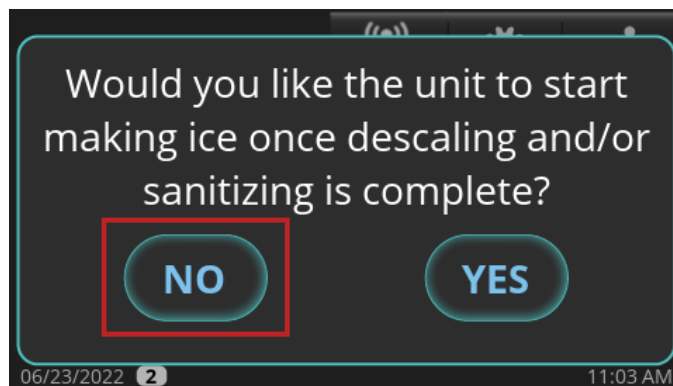 Would you like the unit to start
making ice once descaling and/or
sanitizing is complete?
NO YES
06/23/2022 2 11:03 AM